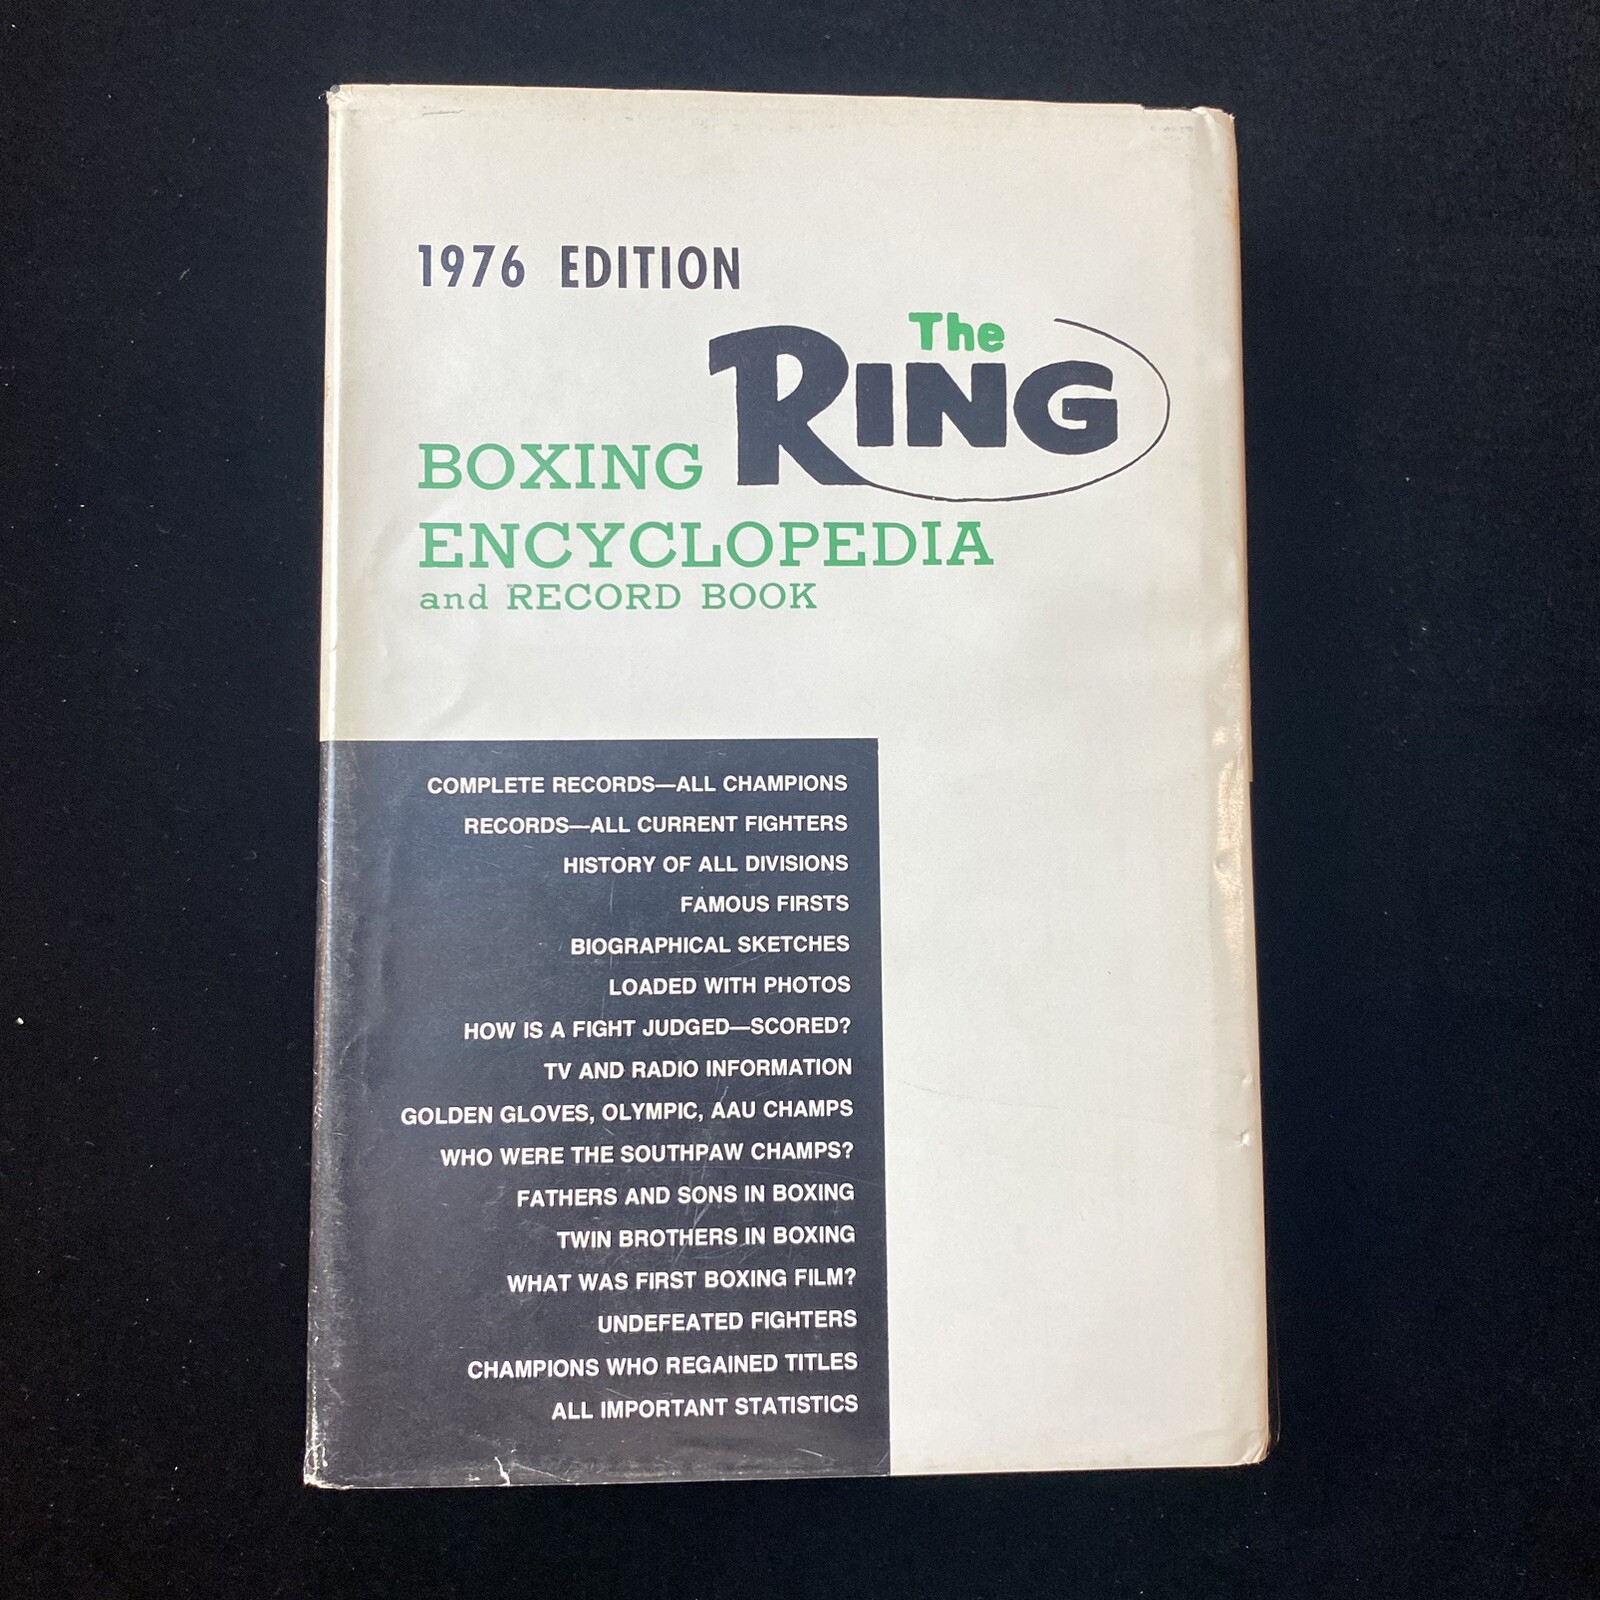 1976 EDITION
The
RING
BOXING
ENCYCLOPEDIA
and RECORD BOOK
COMPLETE RECORDS—ALL CHAMPIONS
RECORDS—ALL CURRENT FIGHTERS
HISTORY OF ALL DIVISIONS
FAMOUS FIRSTS
BIOGRAPHICAL SKETCHES
LOADED WITH PHOTOS
HOW IS A FIGHT JUDGED—SCORED?
TV AND RADIO INFORMATION
GOLDEN GLOVES, OLYMPIC, AAU CHAMPS
WHO WERE THE SOUTHPAW CHAMPS?
FATHERS AND SONS IN BOXING
TWIN BROTHERS IN BOXING
WHAT WAS FIRST BOXING FILM?
UNDEFEATED FIGHTERS
CHAMPIONS WHO REGAINED TITLES
ALL IMPORTANT STATISTICS